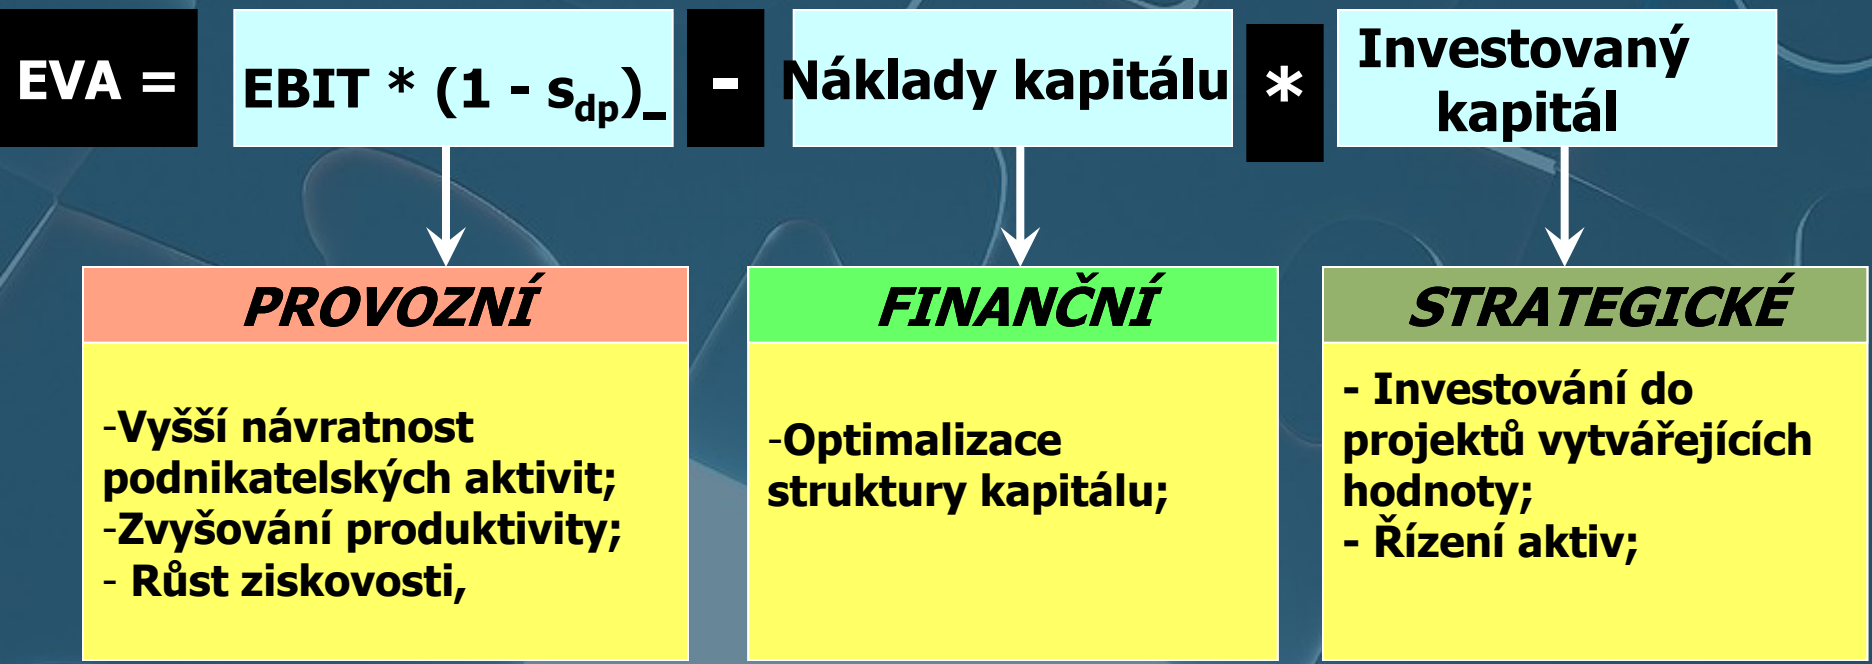 EVA =
EBIT * (1 - sdp)_
-
Náklady kapitálu
*
Investovaný
kapitál
PROVOZNÍ
-Vyšší návratnost
podnikatelských aktivit;
-Zvyšování produktivity;
- Růst ziskovosti,
FINANČNÍ
-Optimalizace
struktury kapitálu;
STRATEGICKÉ
- Investování do
projektů vytvářejících
hodnoty;
- Řízení aktiv;